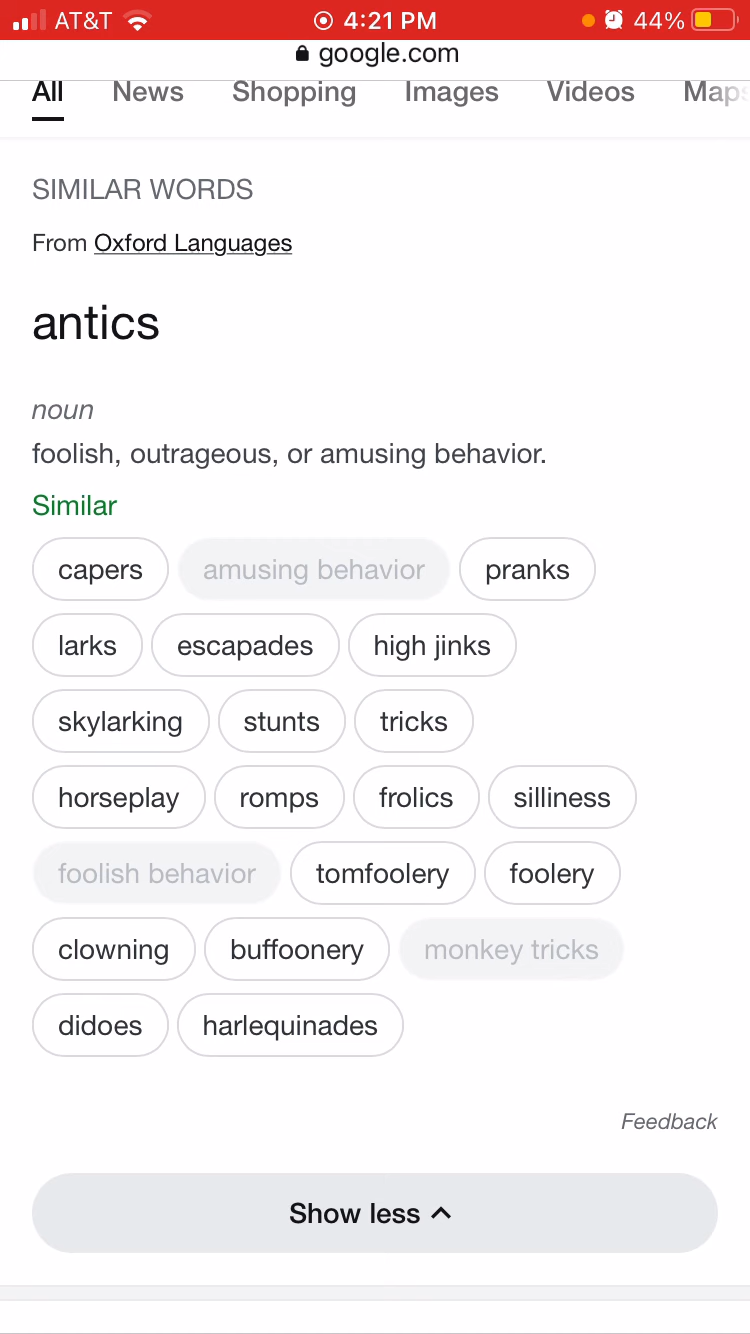 AT&T 4:21 PM 44%
google.com
All News Shopping Images Videos Maps
SIMILAR WORDS
From Oxford Languages
antics
noun
foolish, outrageous, or amusing behavior.
Similar
capers amusing behavior pranks
larks escapades high jinks
skylarking stunts tricks
horseplay romps frolics silliness
foolish behavior tomfoolery foolery
clowning buffoonery monkey tricks
didoes harlequinades
Feedback
Show less